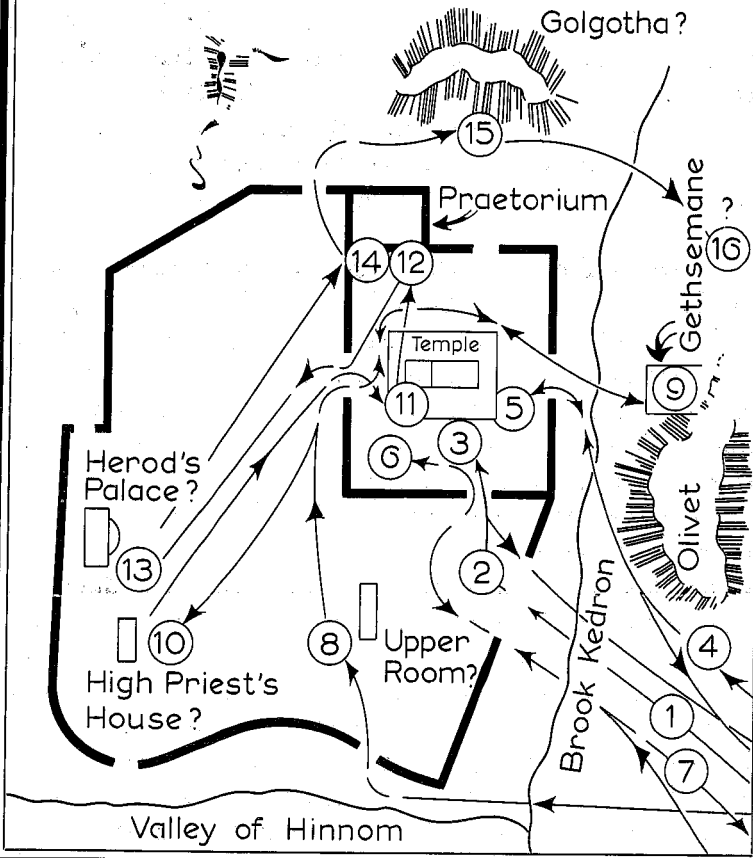 Golgotha?
15
Praetorium
Gethsemane
?
16
14
12
Temple
9
11
5
3
6
Herod's
Palace?
Olivet
13
2
10
8
Upper
Room?
Brook Kedron
4
High Priest's
House?
1
7
Valley of Hinnom